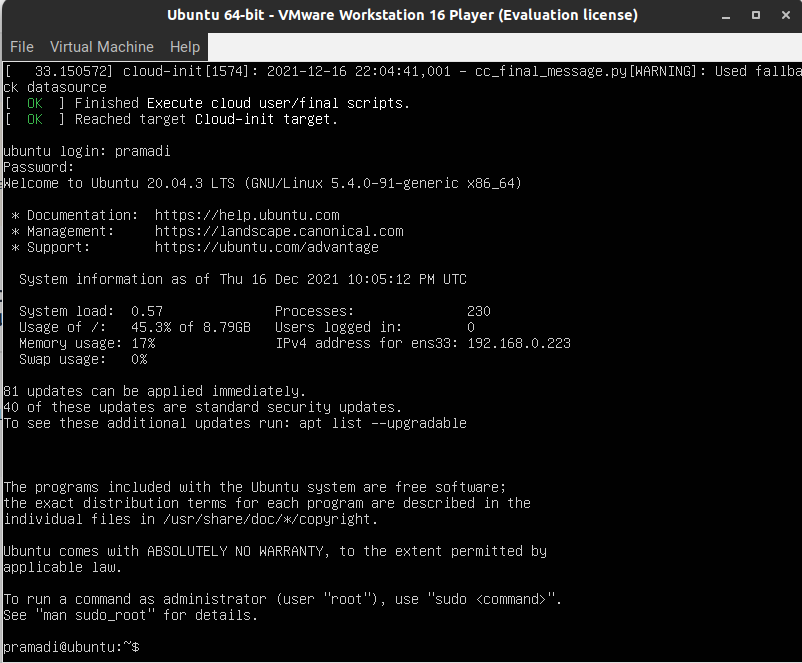 Ubuntu 64-bit - VMware Workstation 16 Player (Evaluation license)
File Virtual Machine Help
[   33.150572] cloud-init[1574]: 2021-12-16 22:04:41,001 - cc_final_message.py[WARNING]: Used fallba
ck datasource
[  OK  ] Finished Execute cloud user/final scripts.
[  OK  ] Reached target Cloud-init target.
ubuntu login: pramadi
Password:
Welcome to Ubuntu 20.04.3 LTS (GNU/Linux 5.4.0-91-generic x86_64)
 * Documentation:  https://help.ubuntu.com
 * Management:     https://landscape.canonical.com
 * Support:        https://ubuntu.com/advantage
  System information as of Thu 16 Dec 2021 10:05:12 PM UTC
  System load:  0.57              Processes:              230
  Usage of /:   45.3% of 8.79GB   Users logged in:        0
  Memory usage: 17%               IPv4 address for ens33: 192.168.0.223
  Swap usage:   0%
81 updates can be applied immediately.
40 of these updates are standard security updates.
To see these additional updates run: apt list --upgradable
The programs included with the Ubuntu system are free software;
the exact distribution terms for each program are described in the
individual files in /usr/share/doc/*/copyright.
Ubuntu comes with ABSOLUTELY NO WARRANTY, to the extent permitted by
applicable law.
To run a command as administrator (user "root"), use "sudo <command>".
See "man sudo_root" for details.
pramadi@ubuntu:~$